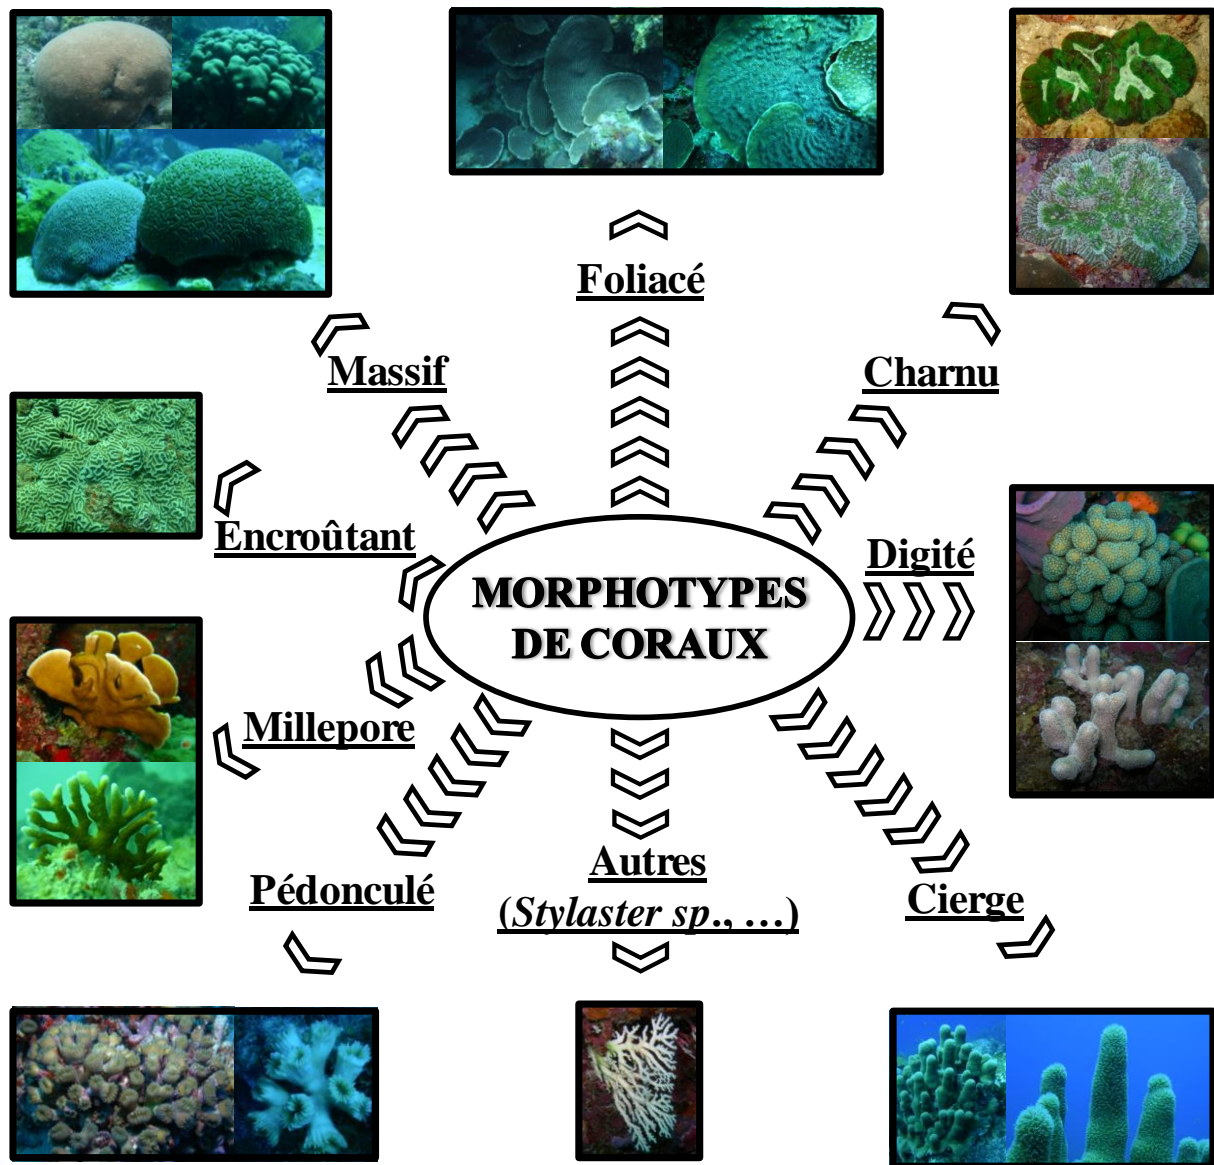 Foliacé
Massif
Charnu
Encroûtant
Digité
MORPHOTYPES
DE CORAUX
Millepore
Pédonculé
Autres
(Stylaster sp., …)
Cierge